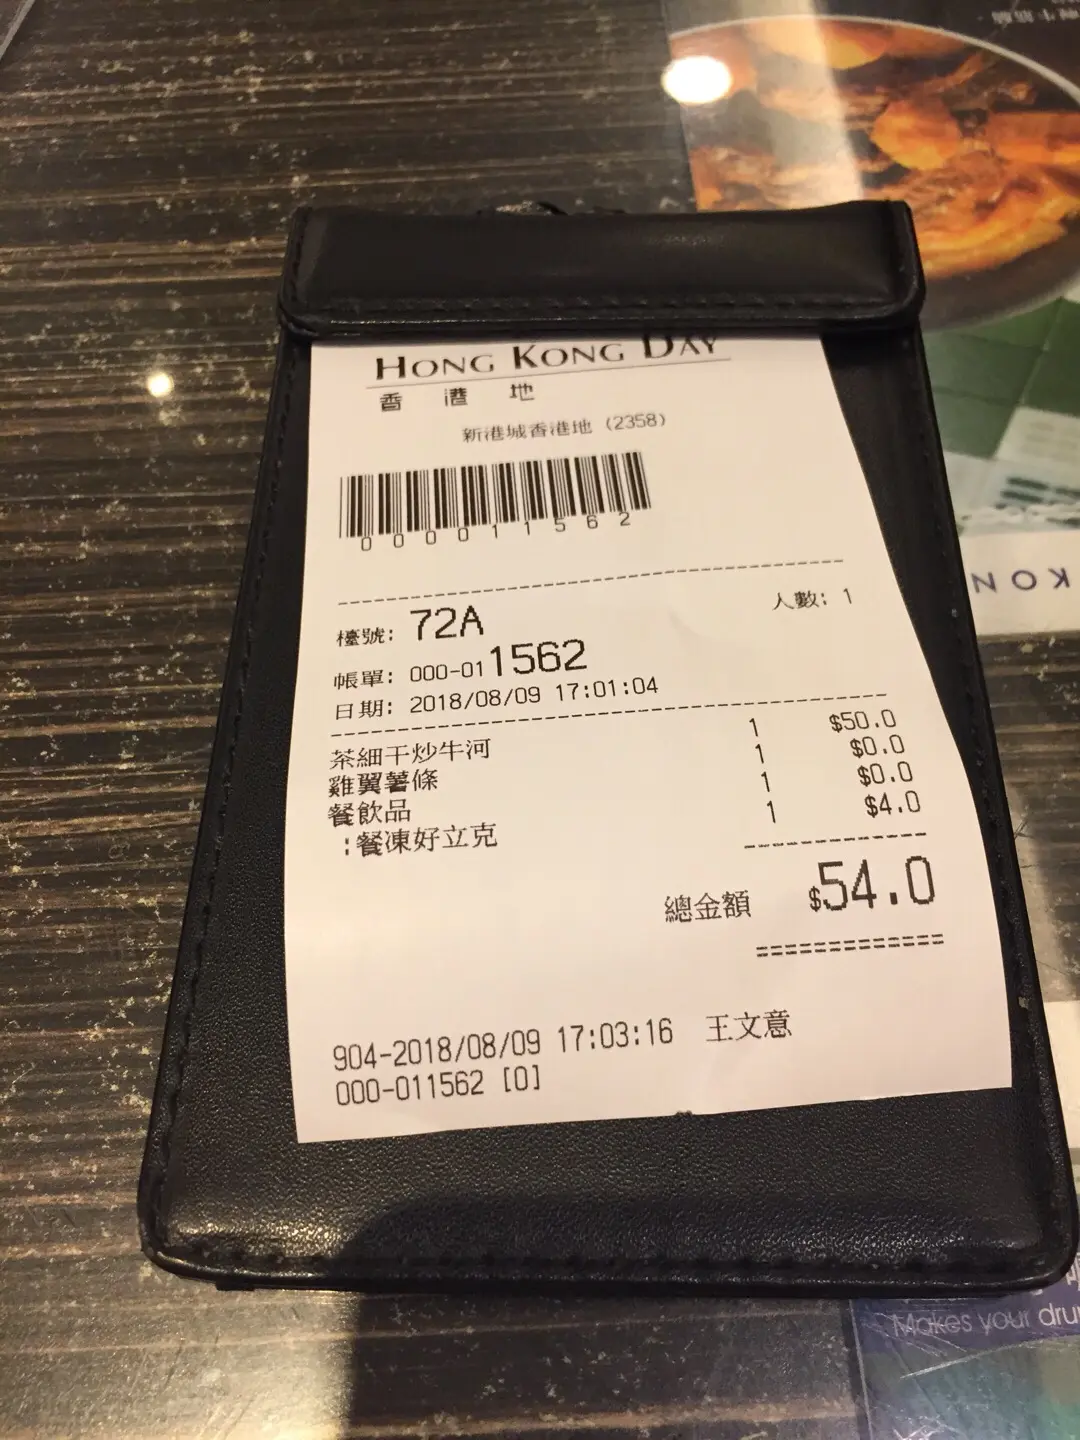 HONG KONG DAY
香港地
新港城香港地 (2358)
000011562
檯號: 72A 人數: 1
帳單: 000-011562
日期: 2018/08/09 17:01:04
茶細干炒牛河 1 $50.0
雞翼薯條 1 $0.0
餐飲品 1 $0.0
:餐凍好立克 1 $4.0
總金額 $54.0
904-2018/08/09 17:03:16 王文意
000-011562 [0]
KON
Makes your